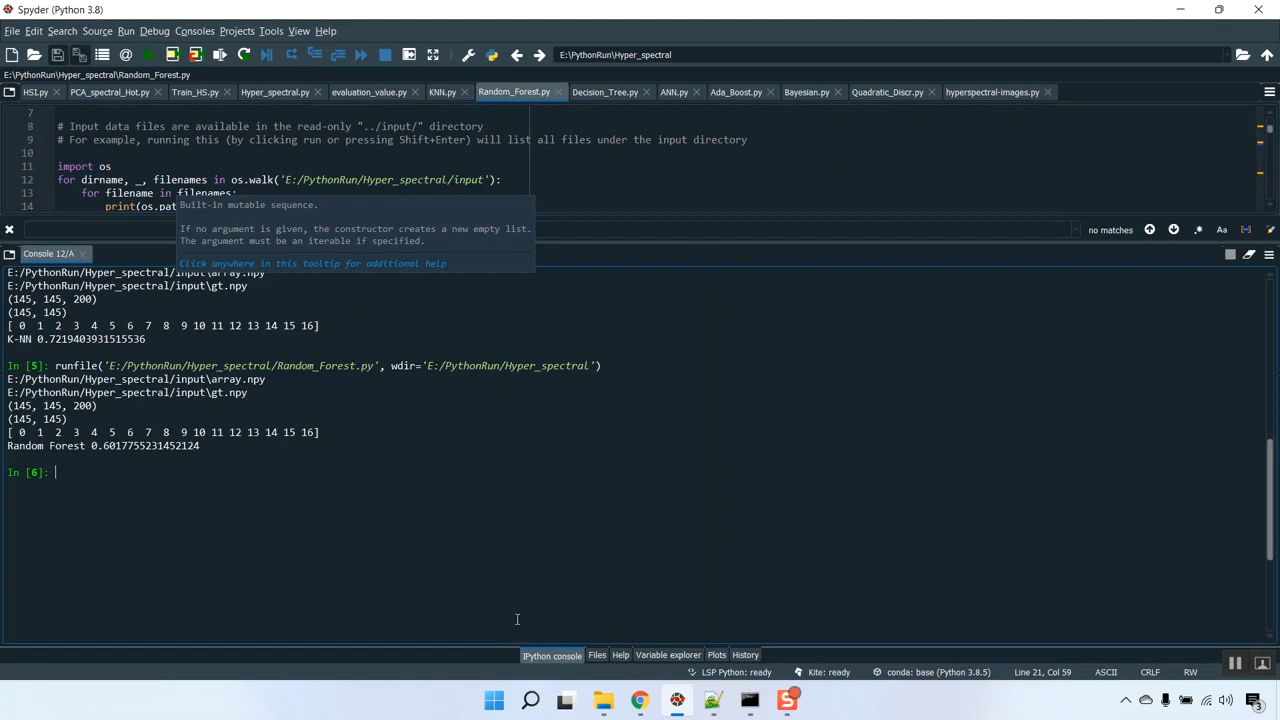 Spyder (Python 3.8)
File Edit Search Source Run Debug Consoles Projects Tools View Help
E:\PythonRun\Hyper_spectral
E:\PythonRun\Hyper_spectral\Random_Forest.py
HSI.py PCA_spectral_Hot.py Train_HS.py Hyper_spectral.py evaluation_value.py KNN.py Random_Forest.py Decision_Tree.py ANN.py Ada_Boost.py Bayesian.py Quadratic_Discr.py hyperspectral-images.py
7
8 # Input data files are available in the read-only "../input/" directory
9 # For example, running this (by clicking run or pressing Shift+Enter) will list all files under the input directory
10
11 import os
12 for dirname, _, filenames in os.walk('E:/PythonRun/Hyper_spectral/input'):
13 for filename in filenames:
14 print(os.pat
Built-in mutable sequence.
If no argument is given, the constructor creates a new empty list.
The argument must be an iterable if specified.
Click anywhere in this tooltip for additional help
no matches Aa
Console 12/A
E:/PythonRun/Hyper_spectral/input\array.npy
E:/PythonRun/Hyper_spectral/input\gt.npy
(145, 145, 200)
(145, 145)
[ 0 1 2 3 4 5 6 7 8 9 10 11 12 13 14 15 16]
K-NN 0.7219403931515536
In [5]: runfile('E:/PythonRun/Hyper_spectral/Random_Forest.py', wdir='E:/PythonRun/Hyper_spectral')
E:/PythonRun/Hyper_spectral/input\array.npy
E:/PythonRun/Hyper_spectral/input\gt.npy
(145, 145, 200)
(145, 145)
[ 0 1 2 3 4 5 6 7 8 9 10 11 12 13 14 15 16]
Random Forest 0.6017755231452124
In [6]:
IPython console Files Help Variable explorer Plots History
LSP Python: ready Kite: ready conda: base (Python 3.8.5) Line 21, Col 59 ASCII CRLF RW
3